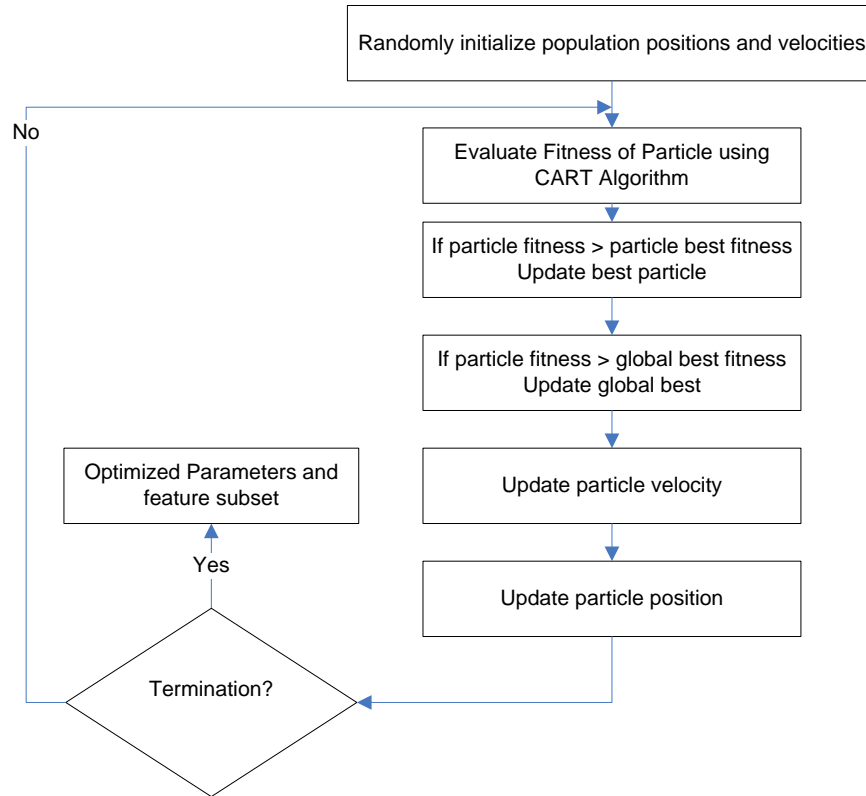 Randomly initialize population positions and velocities
No
Evaluate Fitness of Particle using
CART Algorithm
If particle fitness > particle best fitness
Update best particle
If particle fitness > global best fitness
Update global best
Optimized Parameters and
feature subset
Update particle velocity
Yes
Update particle position
Termination?